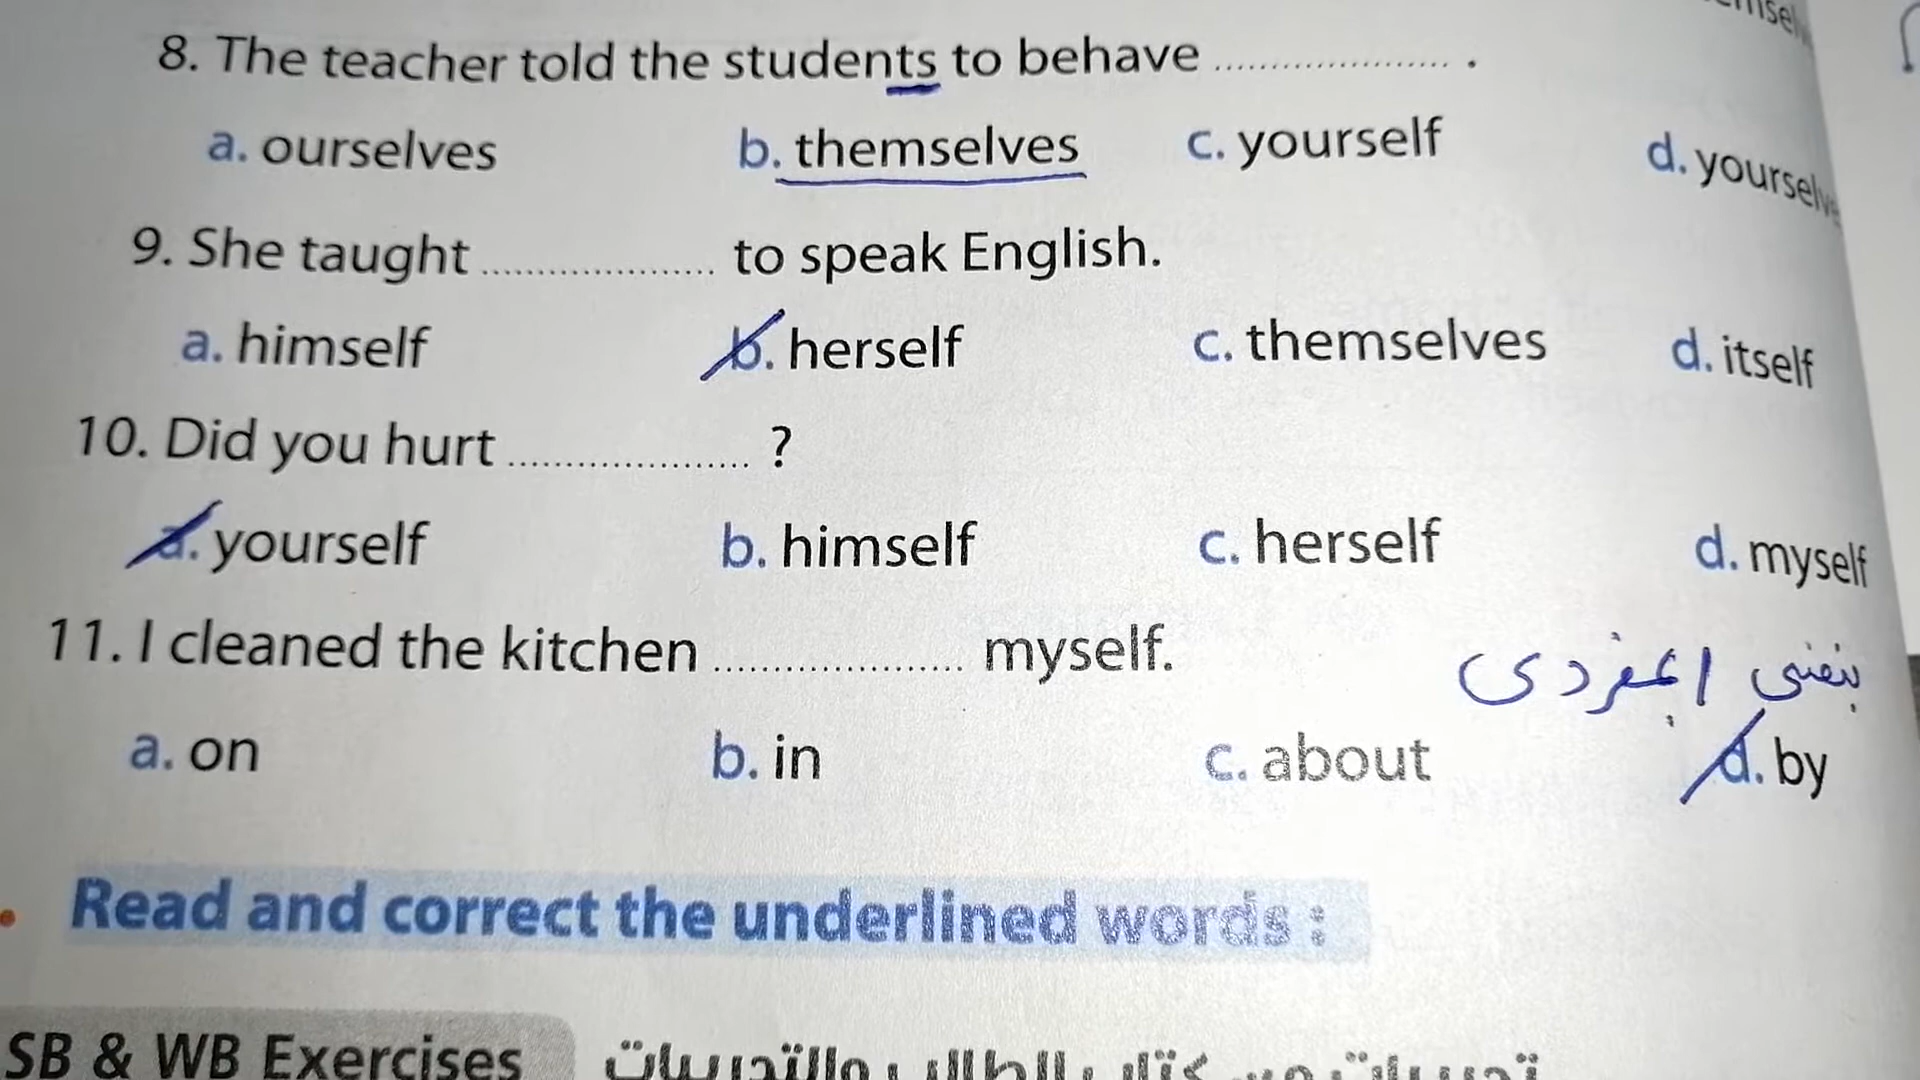 8. The teacher told the students to behave .................... .
a. ourselves b. themselves c. yourself d.
9. She taught .................... to speak English.
a. himself b. herself c. themselves d. itself
10. Did you hurt .................... ?
a. yourself b. himself c. herself d. myself
11. I cleaned the kitchen .................... myself.
بمفردى
a. on b. in c. about d. by
Read and correct the underlined words :
SB & WB Exercises